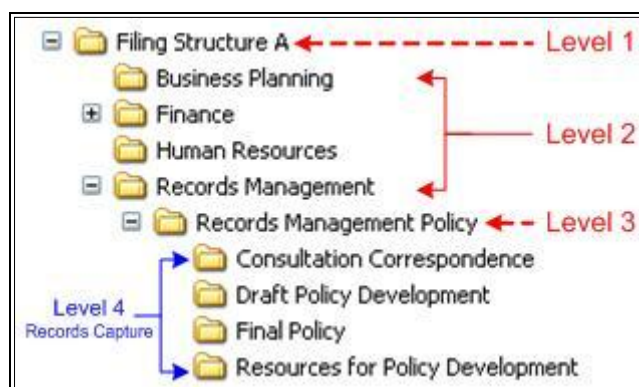 Filing Structure A
Level 1
Business Planning
Finance
Level 2
Human Resources
Records Management
Records Management Policy
Level 3
Consultation Correspondence
Draft Policy Development
Level 4
Records Capture
Final Policy
Resources for Policy Development